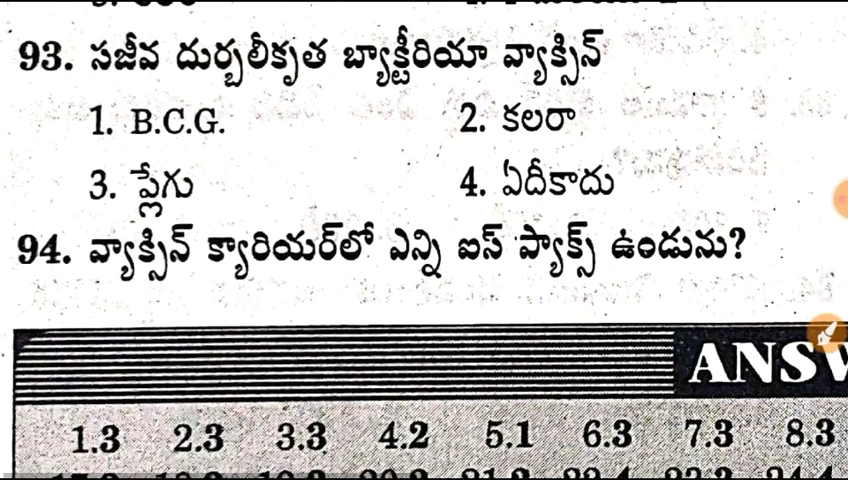 93. సజీవ దుర్బలీకృత బ్యాక్టీరియా వ్యాక్సిన్
1. B.C.G. 2. కలరా
3. ప్లేగు 4. ఏదీకాదు
94. వ్యాక్సిన్ క్యారియర్‌లో ఎన్ని ఐస్ ప్యాక్స్ ఉండును?
ANSW
1.3 2.3 3.3 4.2 5.1 6.3 7.3 8.3